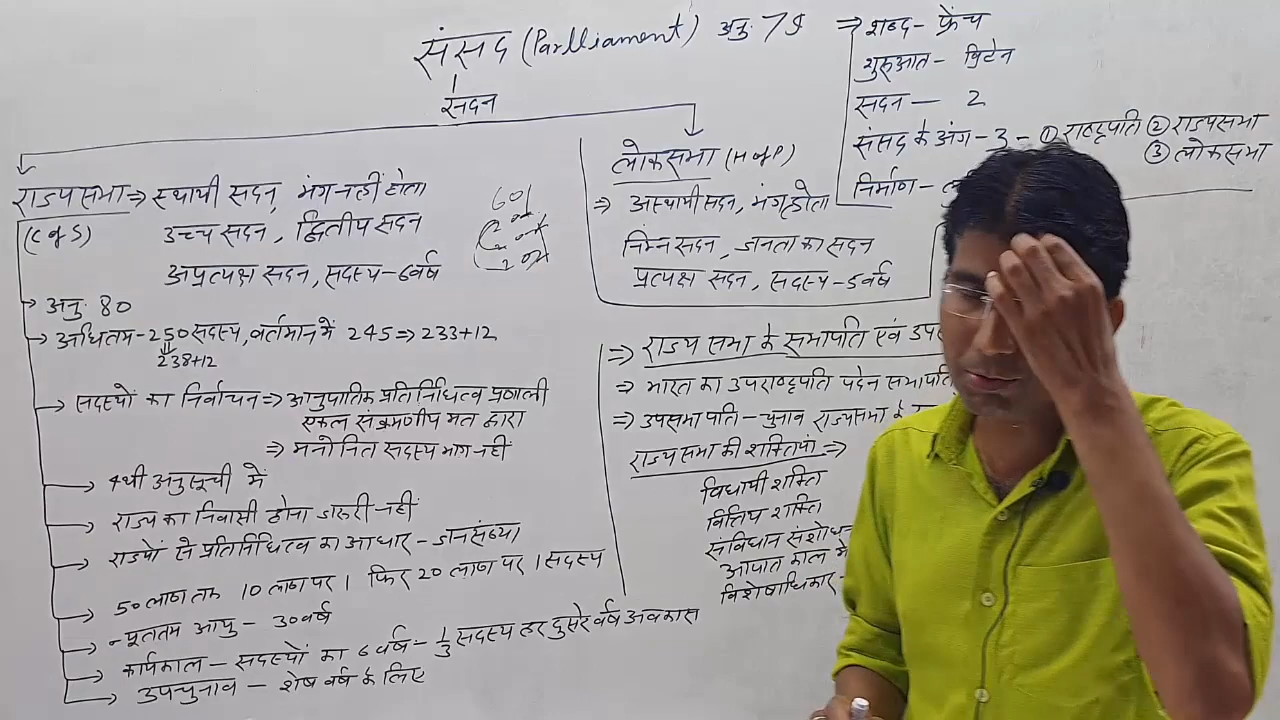 संसद (Parlliament) अनु. 79
सदन
⇒ शब्द - फ्रेंच
शुरुआत - ब्रिटेन
सदन — 2
संसद के अंग - 3 - ① राष्ट्रपति ② राज्यसभा
③ लोकसभा
निर्माण -
राज्यसभा ⇒ स्थायी सदन, भंग नहीं होता
(C of S) उच्च सदन, द्वितीय सदन
अप्रत्यक्ष सदन, सदस्य - 6 वर्ष
601
→ अनु. 80
→ अधितम - 250 सदस्य, वर्तमान में 245 ⇒ 233+12
238+12
→ सदस्यों का निर्वाचन ⇒ आनुपातिक प्रतिनिधित्व प्रणाली
एकल संक्रमणीय मत द्वारा
⇒ मनोनित सदस्य भाग नहीं
→ 4थी अनुसूची में
→ राज्य का निवासी होना जरुरी नहीं
→ राज्यों से प्रतिनिधित्व का आधार - जनसंख्या
→ 50 लाख तक 10 लाख पर 1 फिर 20 लाख पर 1 सदस्य
→ न्यूततम आयु - 30 वर्ष
→ कार्यकाल - सदस्यों का 6 वर्ष - 1/3 सदस्य हर दुसरे वर्ष अवकास
→ उपचुनाव - शेष वर्ष के लिए
लोकसभा (H of P)
⇒ अस्थायी सदन, भंग होता
निम्न सदन, जनता का सदन
प्रत्यक्ष सदन, सदस्य - 5 वर्ष
⇒ राज्य सभा के सभापति एवं उपस
⇒ भारत का उपराष्ट्रपति पदेन सभापति
⇒ उपसभापति - चुनाव राज्यसभा के
राज्यसभा की शक्तियां ⇒
विधायी शक्ति
वित्तिय शक्ति
संविधान संशोधन
आपात काल में
विशेषाधिकार -